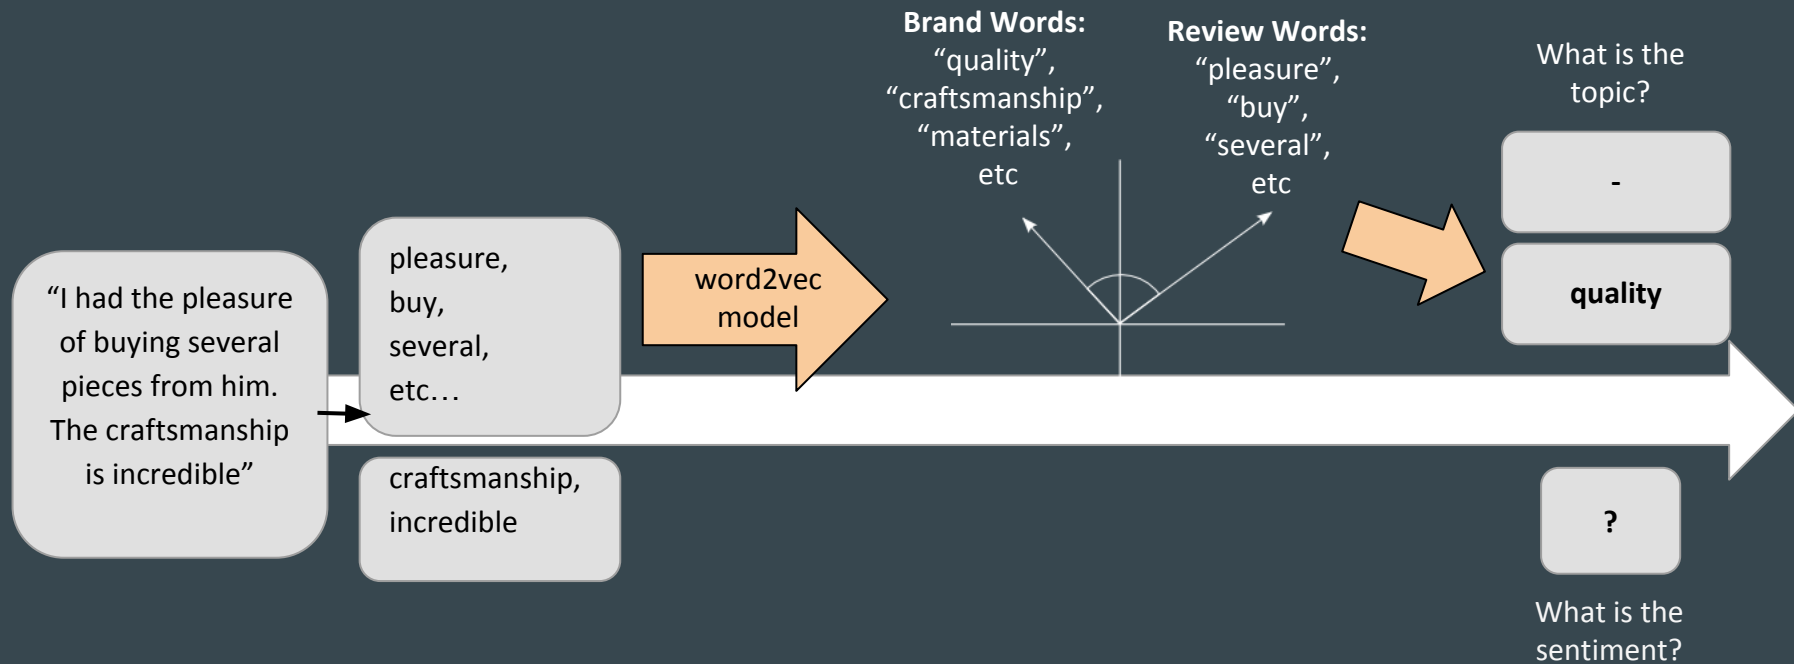 “I had the pleasure
of buying several
pieces from him.
The craftsmanship
is incredible”
pleasure,
buy,
several,
etc…
craftsmanship,
incredible
word2vec
model
Brand Words:
“quality”,
“craftsmanship”,
“materials”,
etc
Review Words:
“pleasure”,
“buy”,
“several”,
etc
What is the
topic?
-
quality
?
What is the
sentiment?